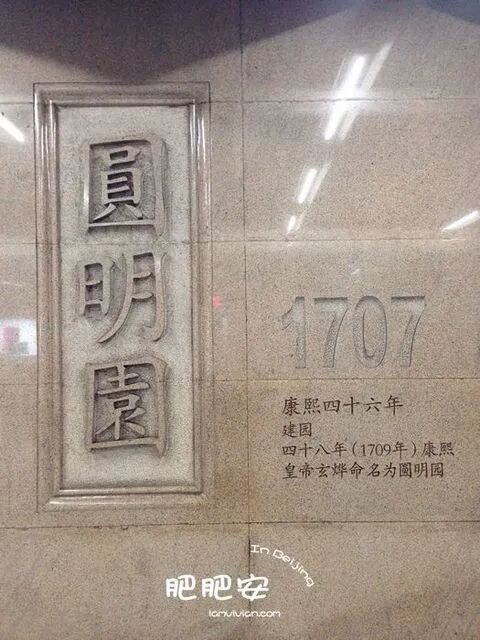 圓明園
1707
康熙四十六年
建园
四十八年（1709年）康熙
皇帝玄烨命名为圆明园
In Beijing
肥肥安
iamvivian.com